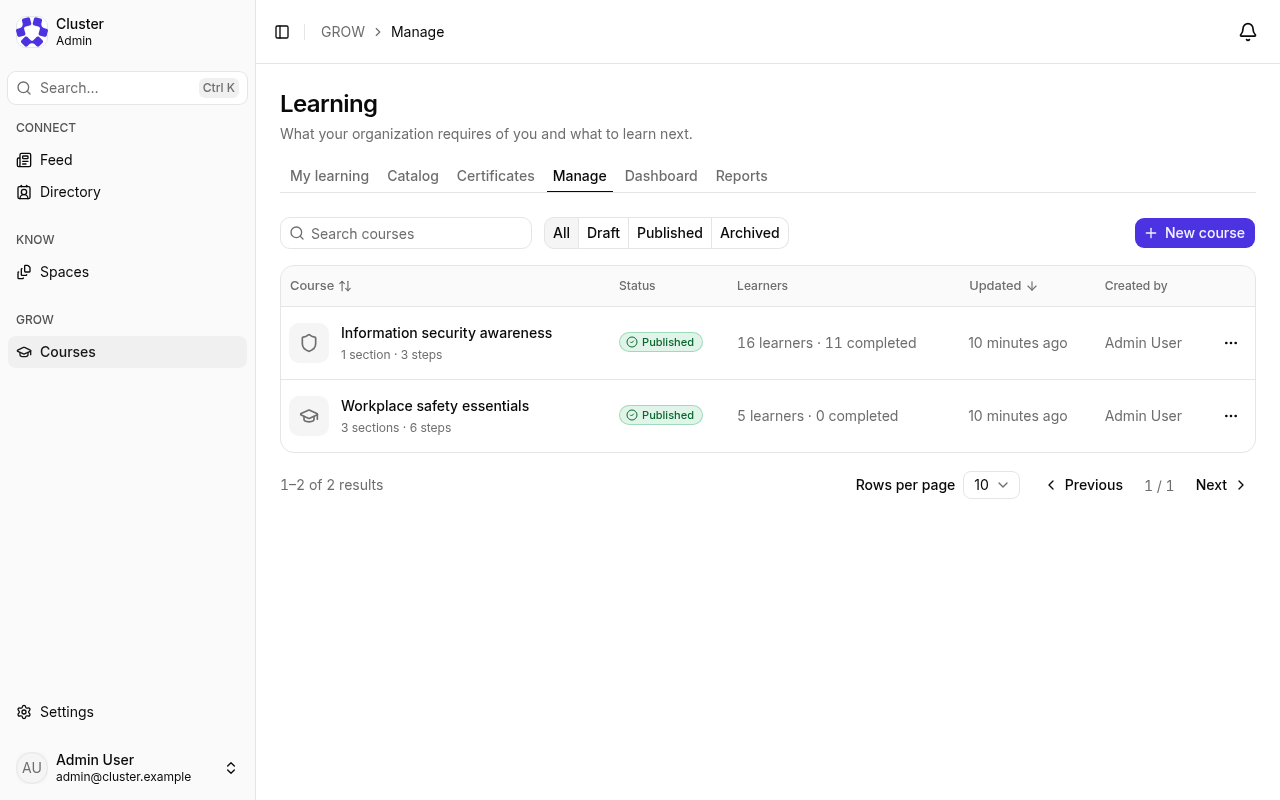 Cluster
Admin
Search...
Ctrl K
CONNECT
Feed
Directory
KNOW
Spaces
GROW
Courses
Settings
AU
Admin User
admin@cluster.example
GROW
Manage
Learning
What your organization requires of you and what to learn next.
My learning
Catalog
Certificates
Manage
Dashboard
Reports
Search courses
All
Draft
Published
Archived
New course
Course
Status
Learners
Updated
Created by
Information security awareness
1 section · 3 steps
Published
16 learners · 11 completed
10 minutes ago
Admin User
Workplace safety essentials
3 sections · 6 steps
Published
5 learners · 0 completed
10 minutes ago
Admin User
1–2 of 2 results
Rows per page
10
Previous
1 / 1
Next